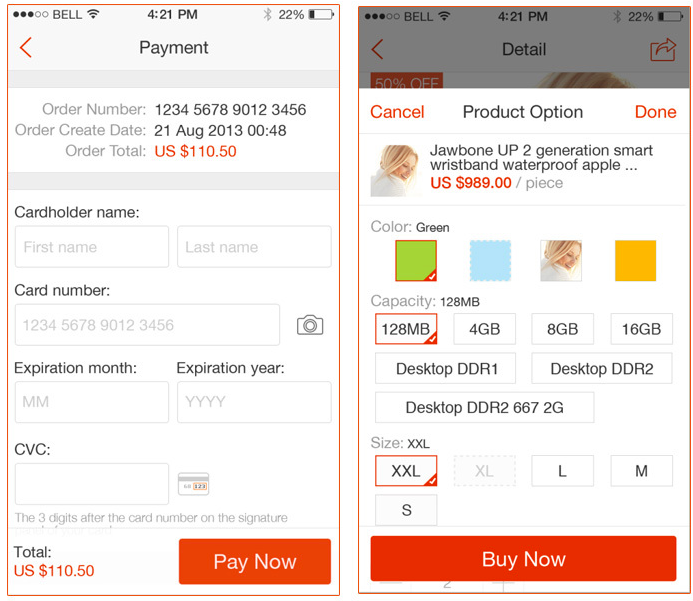 BELL 4:21 PM 22%
Payment
Order Number: 1234 5678 9012 3456
Order Create Date: 21 Aug 2013 00:48
Order Total: US $110.50
Cardholder name:
First name Last name
Card number:
1234 5678 9012 3456
Expiration month: Expiration year:
MM YYYY
CVC:
123
The 3 digits after the card number on the signature
Total:
US $110.50
Pay Now
BELL 4:21 PM 22%
Detail
50% OFF
Cancel Product Option Done
Jawbone UP 2 generation smart
wristband waterproof apple ...
US $989.00 / piece
Color: Green
Capacity: 128MB
128MB 4GB 8GB 16GB
Desktop DDR1 Desktop DDR2
Desktop DDR2 667 2G
Size: XXL
XXL XL L M
S
Buy Now
2